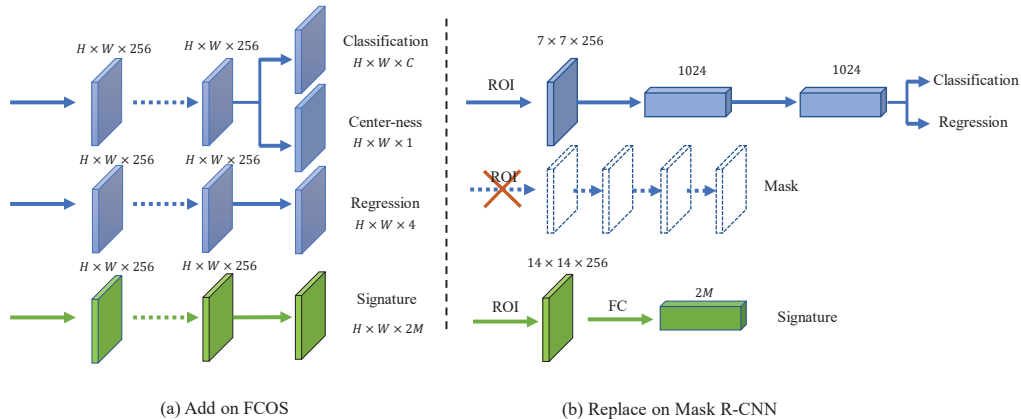 H × W × 256
H × W × 256
Classification
H × W × C
Center-ness
H × W × 1
H × W × 256
H × W × 256
Regression
H × W × 4
H × W × 256
H × W × 256
Signature
H × W × 2M
(a) Add on FCOS
7 × 7 × 256
ROI
1024
1024
Classification
Regression
ROI
Mask
14 × 14 × 256
ROI
FC
2M
Signature
(b) Replace on Mask R-CNN